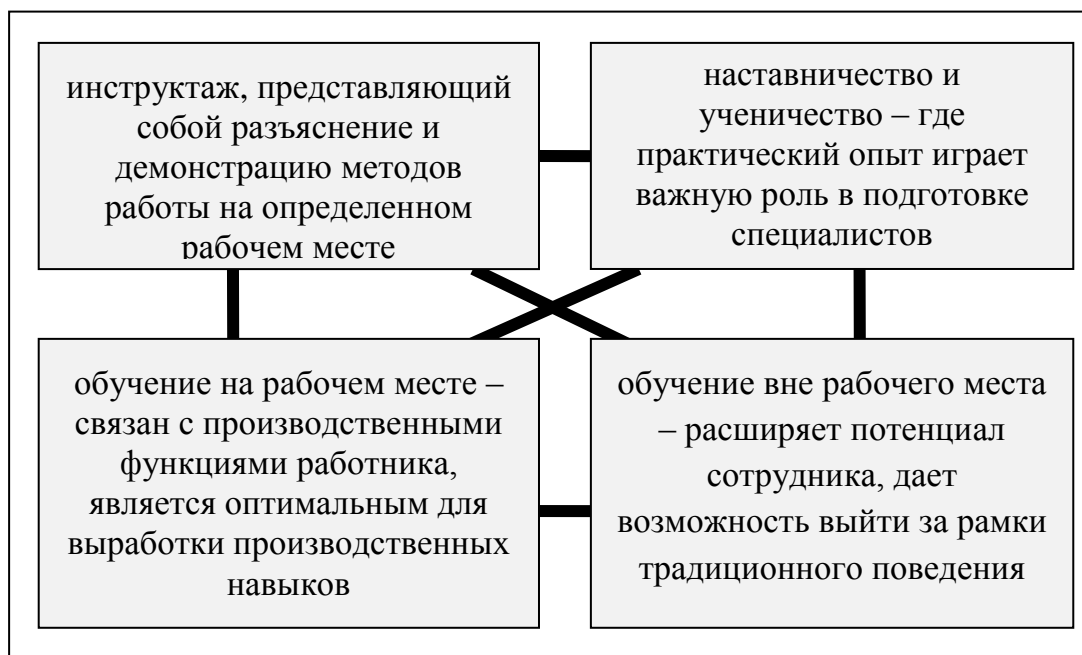 инструктаж, представляющий
собой разъяснение и
демонстрацию методов
работы на определенном
рабочем месте
наставничество и
ученичество – где
практический опыт играет
важную роль в подготовке
специалистов
обучение на рабочем месте –
связан с производственными
функциями работника,
является оптимальным для
выработки производственных
навыков
обучение вне рабочего места
– расширяет потенциал
сотрудника, дает
возможность выйти за рамки
традиционного поведения